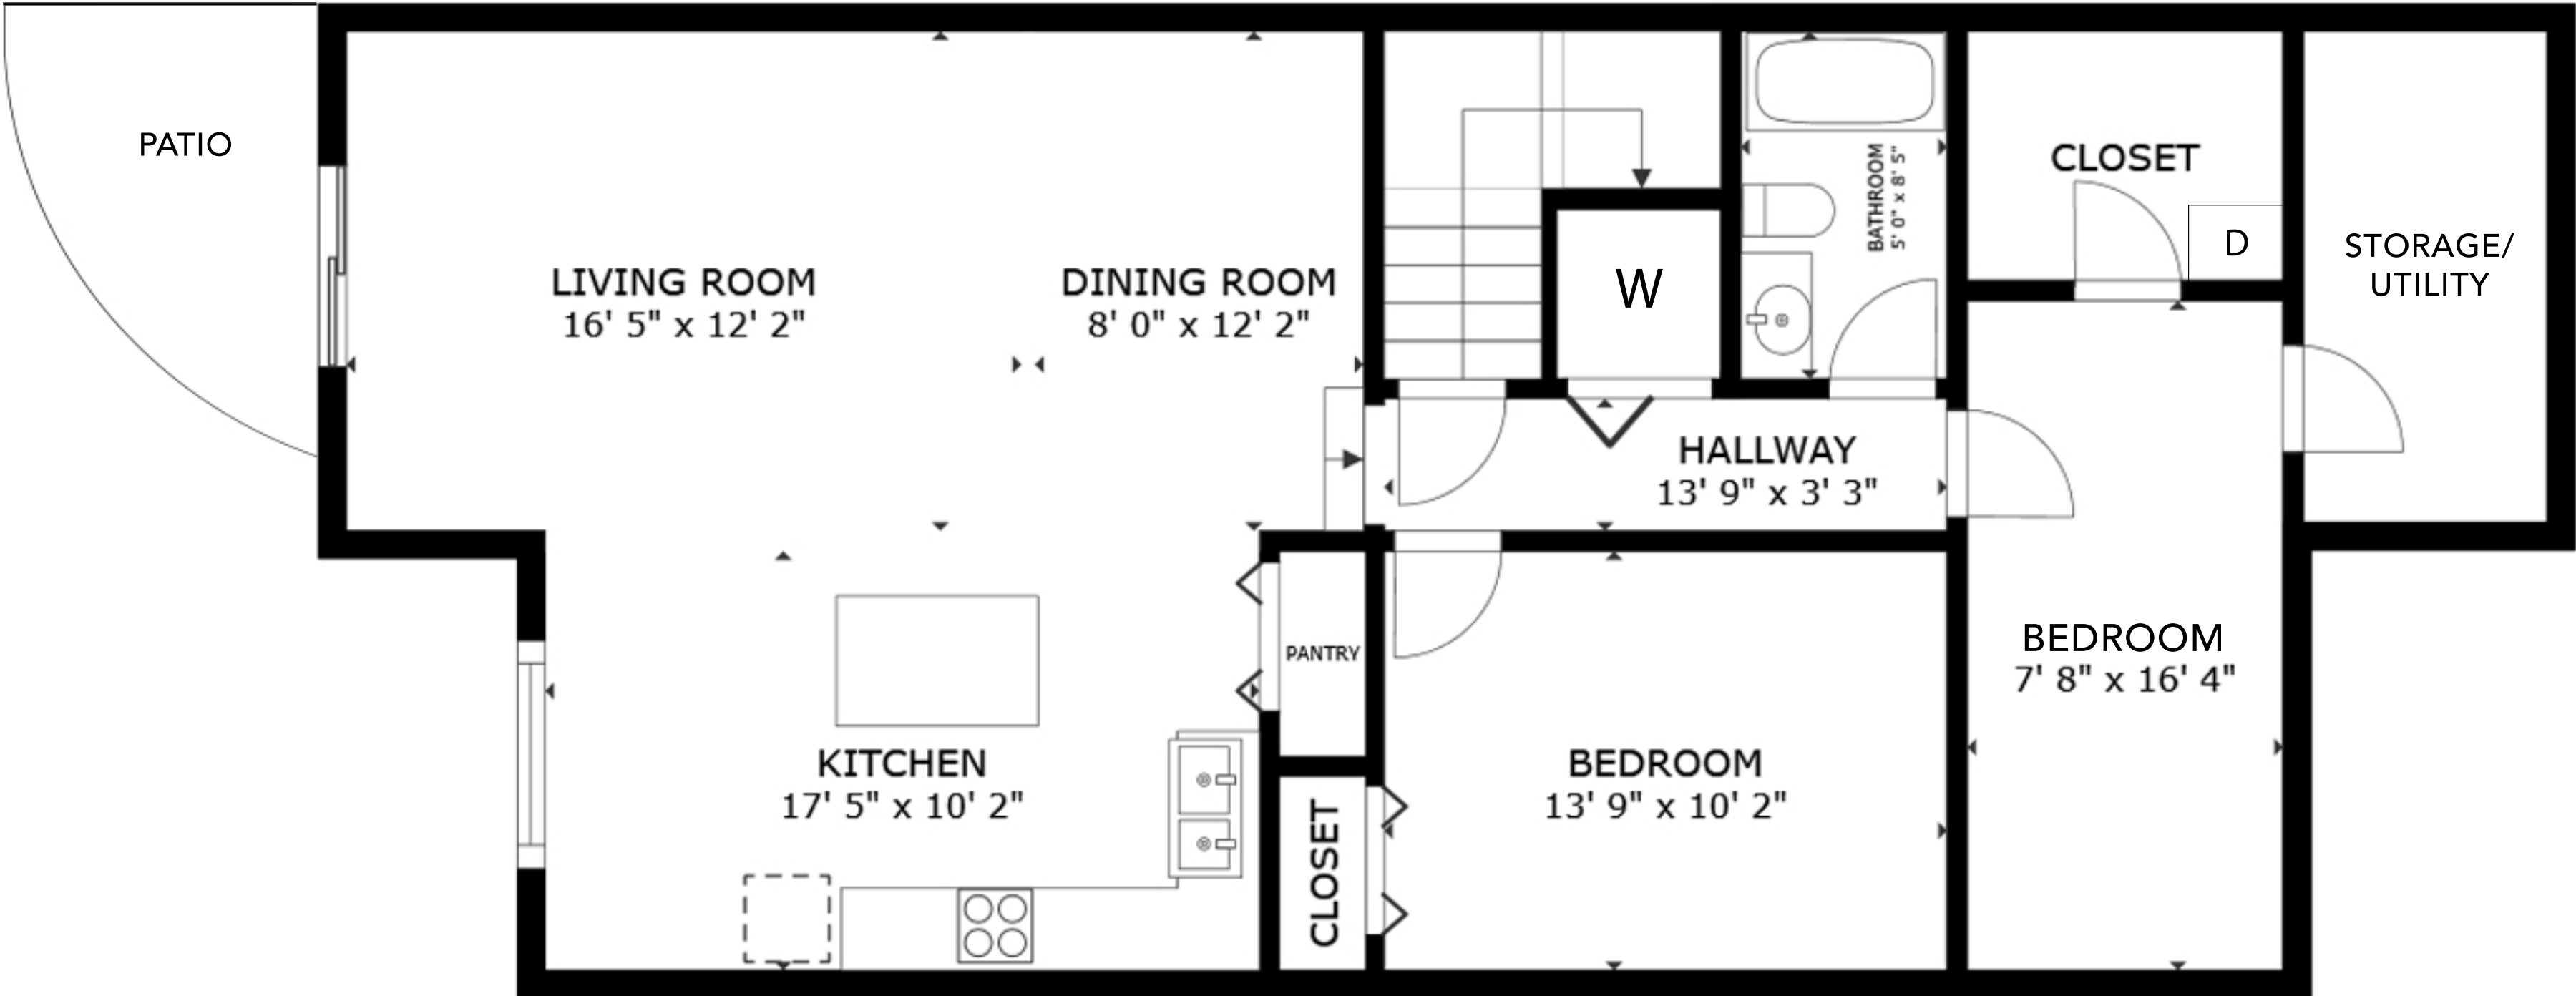 PATIO
LIVING ROOM
16' 5" x 12' 2"
DINING ROOM
8' 0" x 12' 2"
W
BATHROOM
5' 0" x 8' 5"
CLOSET
D
STORAGE/
UTILITY
HALLWAY
13' 9" x 3' 3"
KITCHEN
17' 5" x 10' 2"
PANTRY
CLOSET
BEDROOM
13' 9" x 10' 2"
BEDROOM
7' 8" x 16' 4"